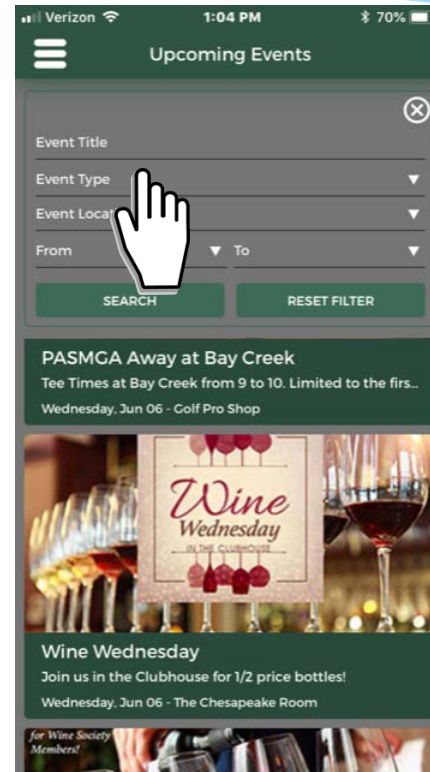 Verizon 1:04 PM 70%
Upcoming Events
Event Title
Event Type
Event Locat
From To
SEARCH RESET FILTER
PASMGA Away at Bay Creek
Tee Times at Bay Creek from 9 to 10. Limited to the firs...
Wednesday, Jun 06 - Golf Pro Shop
Wine
Wednesday
IN THE CLUBHOUSE
Wine Wednesday
Join us in the Clubhouse for 1/2 price bottles!
Wednesday, Jun 06 - The Chesapeake Room
for Wine Society
Members!